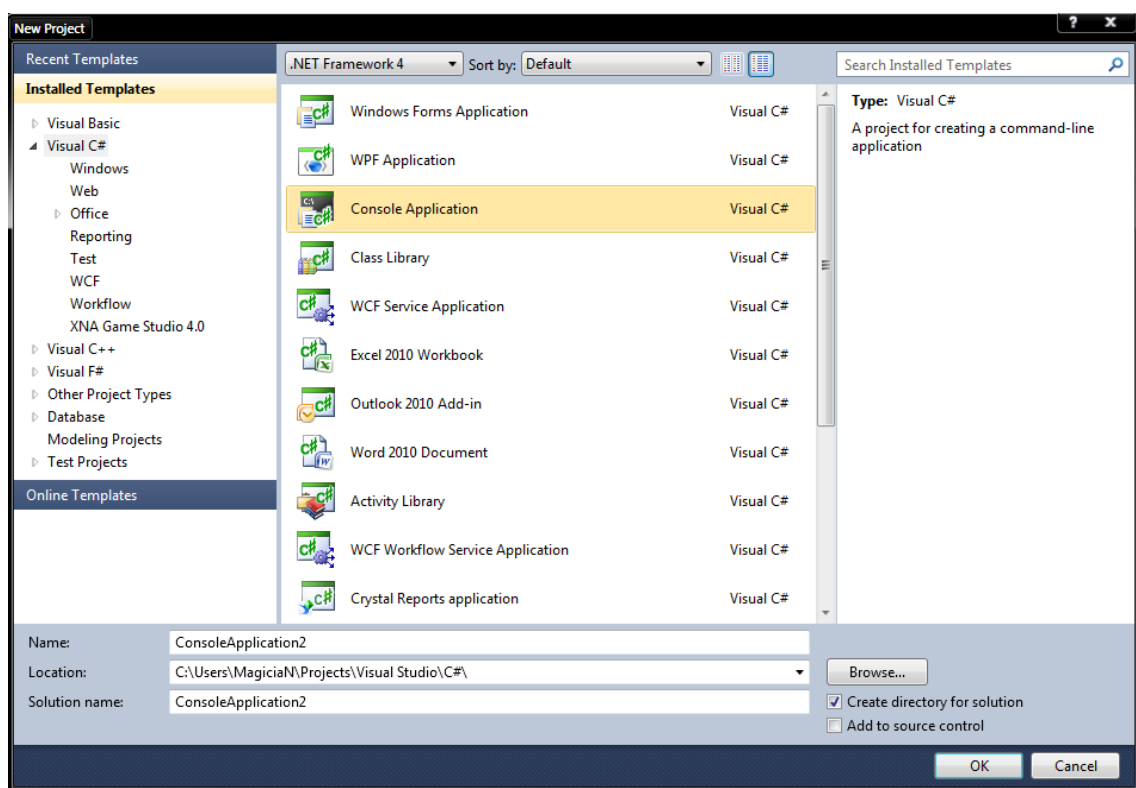 New Project
? x
Recent Templates
Installed Templates
Visual Basic
Visual C#
Windows
Web
Office
Reporting
Test
WCF
Workflow
XNA Game Studio 4.0
Visual C++
Visual F#
Other Project Types
Database
Modeling Projects
Test Projects
Online Templates
.NET Framework 4 Sort by: Default
Windows Forms Application Visual C#
WPF Application Visual C#
Console Application Visual C#
Class Library Visual C#
WCF Service Application Visual C#
Excel 2010 Workbook Visual C#
Outlook 2010 Add-in Visual C#
Word 2010 Document Visual C#
Activity Library Visual C#
WCF Workflow Service Application Visual C#
Crystal Reports application Visual C#
Search Installed Templates
Type: Visual C#
A project for creating a command-line
application
Name: ConsoleApplication2
Location: C:\Users\MagiciaN\Projects\Visual Studio\C#\
Browse...
Solution name: ConsoleApplication2
Create directory for solution
Add to source control
OK Cancel